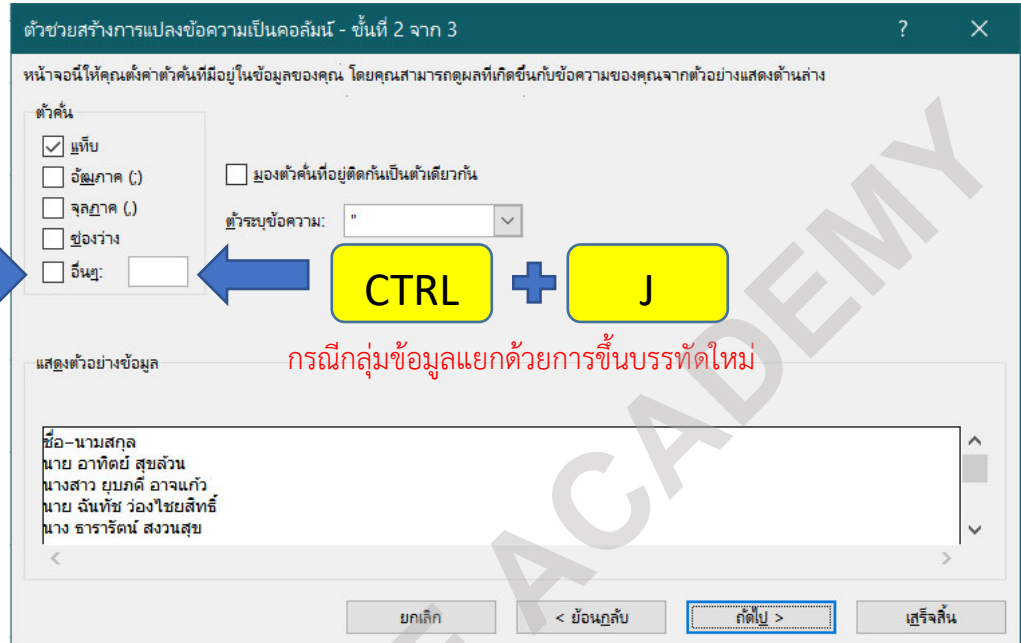 ตัวช่วยสร้างการแปลงข้อความเป็นคอลัมน์ - ขั้นที่ 2 จาก 3 ? ×
หน้าจอนี้ให้คุณตั้งค่าตัวคั่นที่มีอยู่ในข้อมูลของคุณ โดยคุณสามารถดูผลที่เกิดขึ้นกับข้อความของคุณจากตัวอย่างแสดงด้านล่าง
ตัวคั่น
แท็บ
อัฒภาค (;)
จุลภาค (,)
ช่องว่าง
อื่นๆ:
มองตัวคั่นที่อยู่ติดกันเป็นตัวเดียวกัน
ตัวระบุข้อความ: "
CTRL + J
กรณีกลุ่มข้อมูลแยกด้วยการขึ้นบรรทัดใหม่
แสดงตัวอย่างข้อมูล
ชื่อ-นามสกุล
นาย อาทิตย์ สุขล้วน
นางสาว ยุบภดี อาจแก้ว
นาย ฉันทัช ว่องไชยสิทธิ์
นาง ธารารัตน์ สงวนสุข
ยกเลิก < ย้อนกลับ ถัดไป > เสร็จสิ้น
ACADEMY